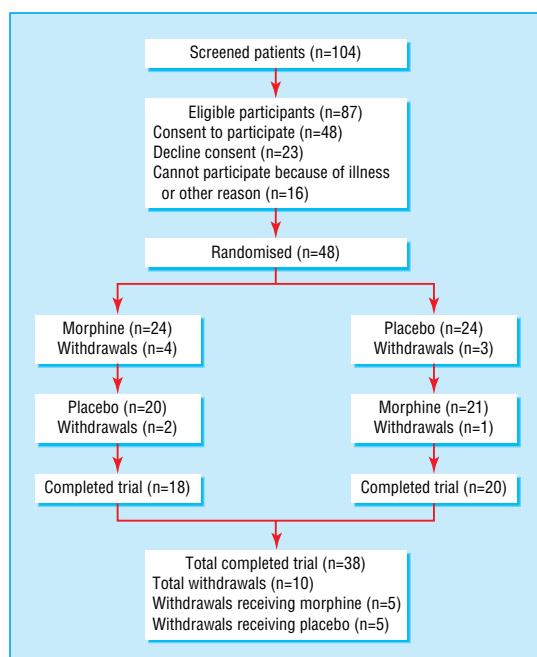 Screened patients (n=104)
Eligible participants (n=87)
Consent to participate (n=48)
Decline consent (n=23)
Cannot participate because of illness
or other reason (n=16)
Randomised (n=48)
Morphine (n=24)
Withdrawals (n=4)
Placebo (n=24)
Withdrawals (n=3)
Placebo (n=20)
Withdrawals (n=2)
Morphine (n=21)
Withdrawals (n=1)
Completed trial (n=18)
Completed trial (n=20)
Total completed trial (n=38)
Total withdrawals (n=10)
Withdrawals receiving morphine (n=5)
Withdrawals receiving placebo (n=5)